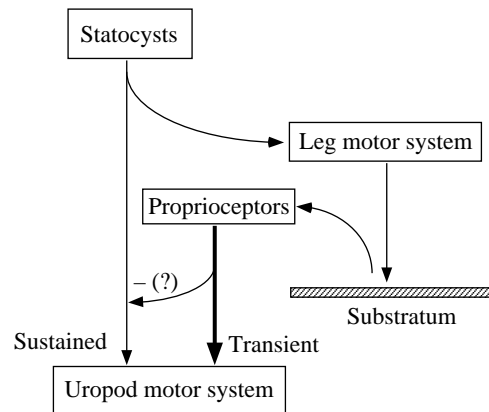 Statocysts
Leg motor system
Proprioceptors
– (?)
Substratum
Sustained
Transient
Uropod motor system